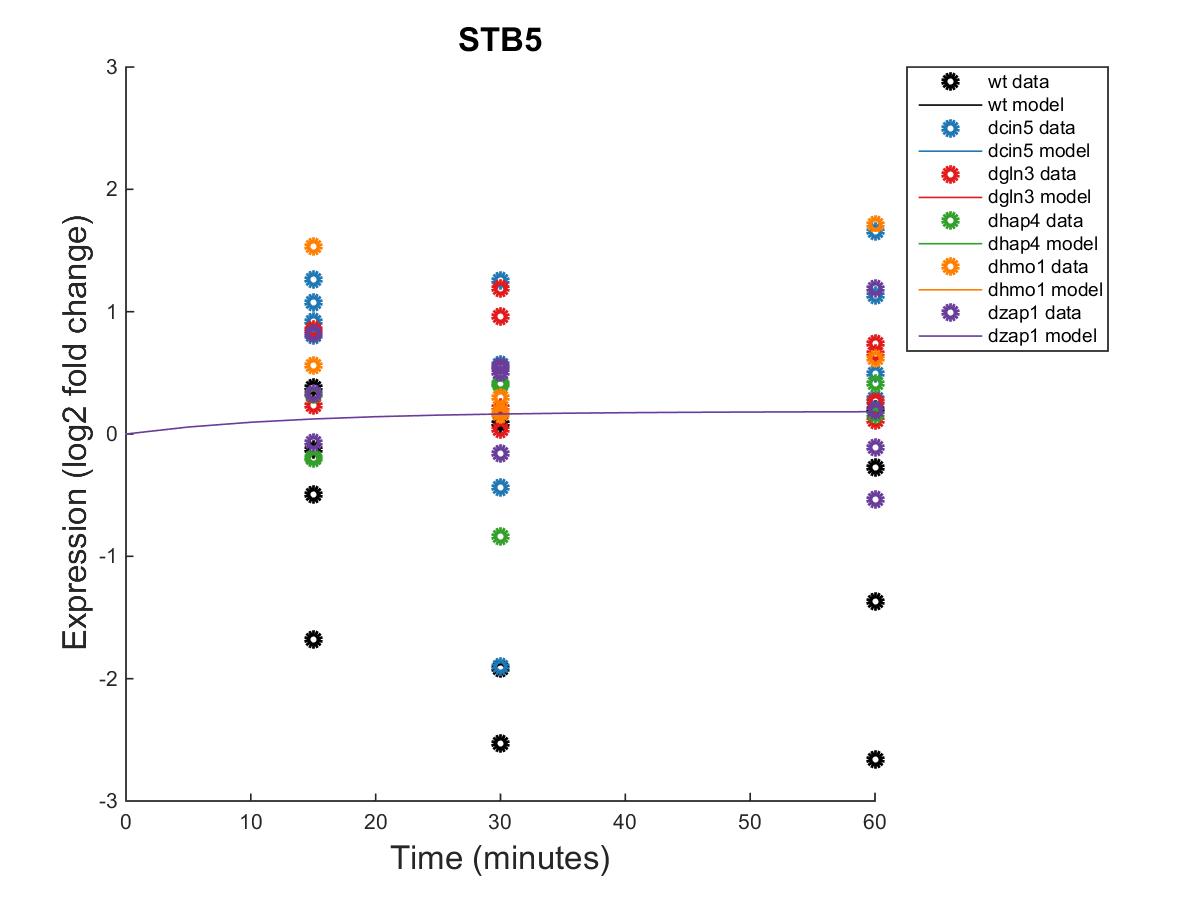 STB5
3
2
1
0
-1
-2
-3
Expression (log2 fold change)
0 10 20 30 40 50 60
Time (minutes)
wt data
wt model
dcin5 data
dcin5 model
dgln3 data
dgln3 model
dhap4 data
dhap4 model
dhmo1 data
dhmo1 model
dzap1 data
dzap1 model